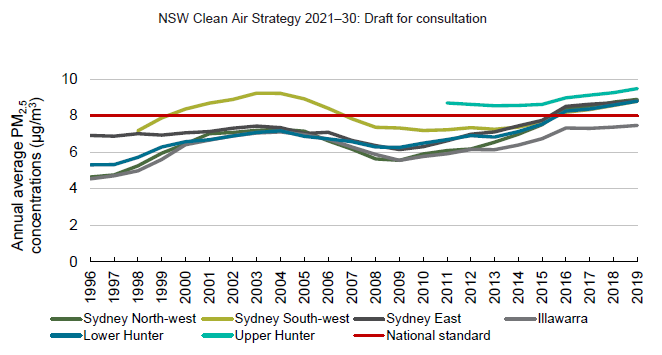 NSW Clean Air Strategy 2021–30: Draft for consultation
Annual average PM2.5
concentrations (µg/m³)
10
8
6
4
2
0
1996 1997 1998 1999 2000 2001 2002 2003 2004 2005 2006 2007 2008 2009 2010 2011 2012 2013 2014 2015 2016 2017 2018 2019
Sydney North-west Sydney South-west Sydney East Illawarra
Lower Hunter Upper Hunter National standard